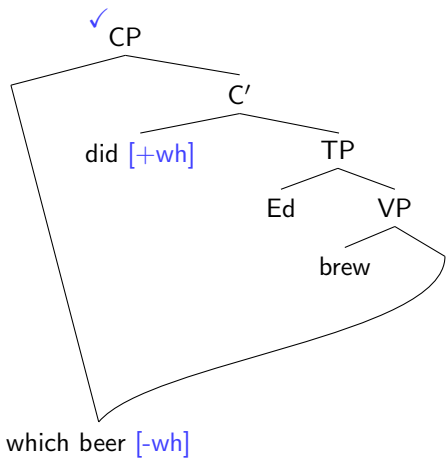 ✓
CP
C′
did [+wh]
TP
Ed
VP
brew
which beer [-wh]